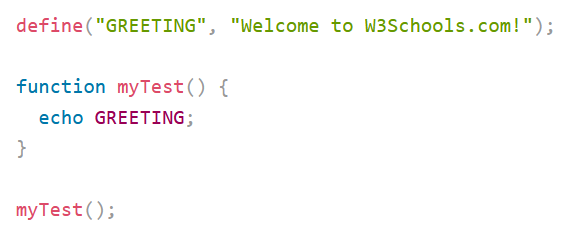 define("GREETING", "Welcome to W3Schools.com!");
function myTest() {
  echo GREETING;
}
myTest();